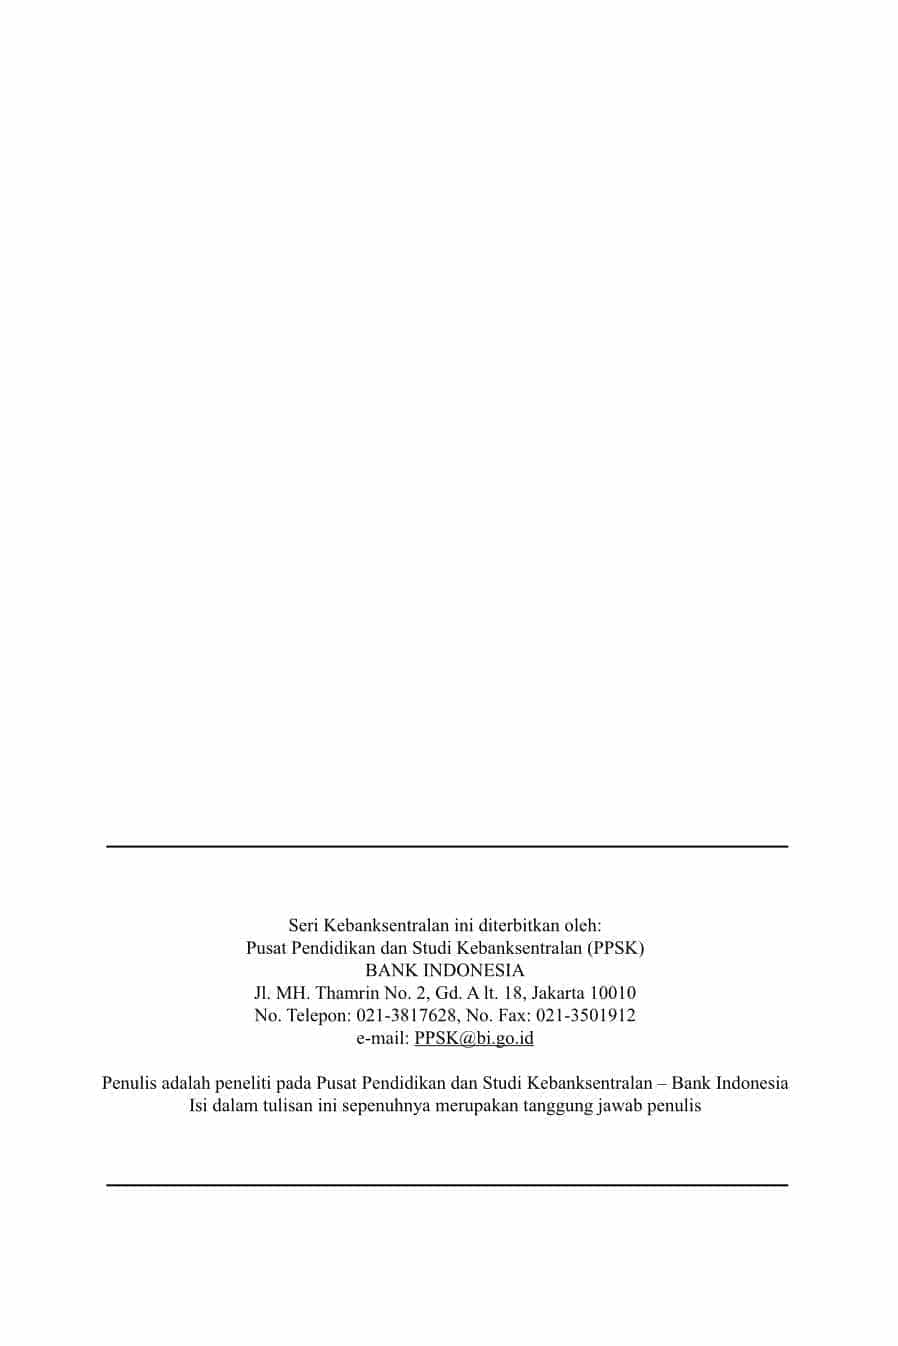 Seri Kebanksentralan ini diterbitkan oleh:
Pusat Pendidikan dan Studi Kebanksentralan (PPSK)
BANK INDONESIA
Jl. MH. Thamrin No. 2, Gd. A lt. 18, Jakarta 10010
No. Telepon: 021-3817628, No. Fax: 021-3501912
e-mail: PPSK@bi.go.id
Penulis adalah peneliti pada Pusat Pendidikan dan Studi Kebanksentralan – Bank Indonesia
Isi dalam tulisan ini sepenuhnya merupakan tanggung jawab penulis